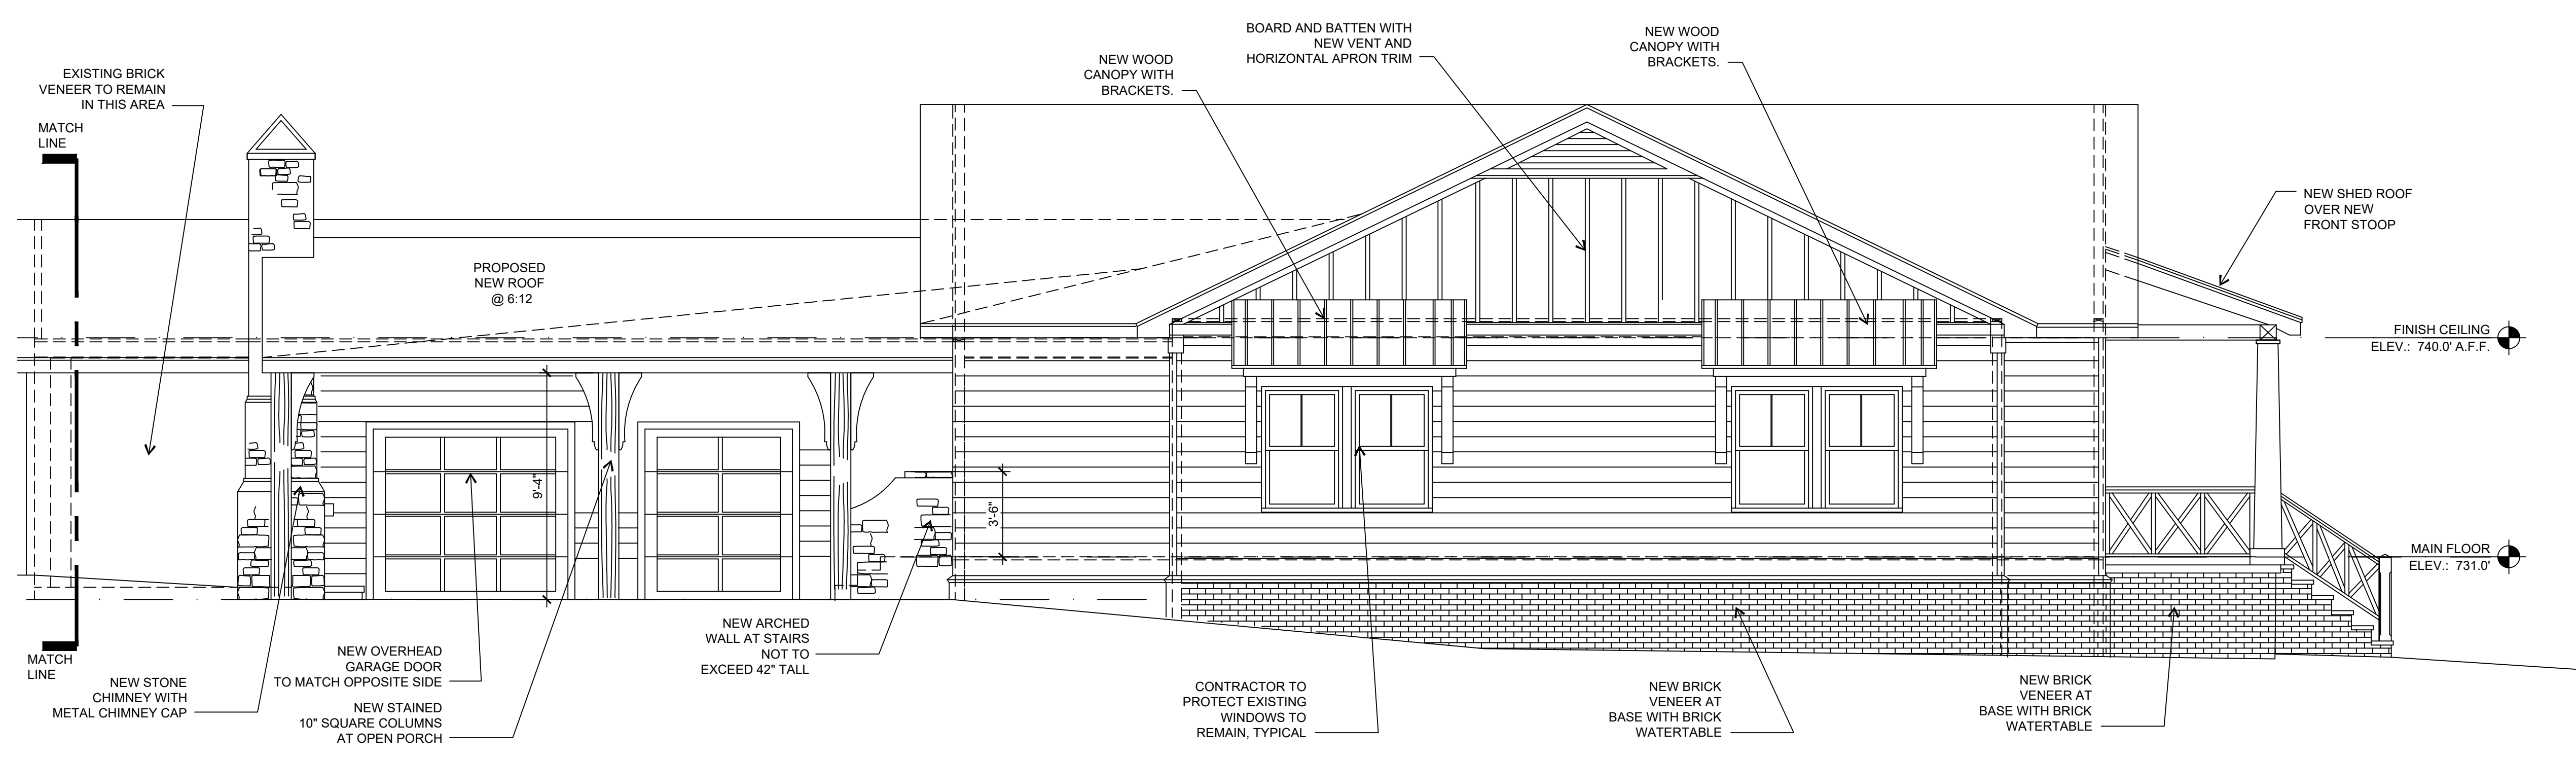 EXISTING BRICK
VENEER TO REMAIN
IN THIS AREA
MATCH
LINE
NEW WOOD
CANOPY WITH
BRACKETS.
BOARD AND BATTEN WITH
NEW VENT AND
HORIZONTAL APRON TRIM
NEW WOOD
CANOPY WITH
BRACKETS.
NEW SHED ROOF
OVER NEW
FRONT STOOP
PROPOSED
NEW ROOF
@ 6:12
FINISH CEILING
ELEV.: 740.0' A.F.F.
9'-4"
3'-6"
MAIN FLOOR
ELEV.: 731.0'
MATCH
LINE
NEW STONE
CHIMNEY WITH
METAL CHIMNEY CAP
NEW OVERHEAD
GARAGE DOOR
TO MATCH OPPOSITE SIDE
NEW STAINED
10" SQUARE COLUMNS
AT OPEN PORCH
NEW ARCHED
WALL AT STAIRS
NOT TO
EXCEED 42" TALL
CONTRACTOR TO
PROTECT EXISTING
WINDOWS TO
REMAIN, TYPICAL
NEW BRICK
VENEER AT
BASE WITH BRICK
WATERTABLE
NEW BRICK
VENEER AT
BASE WITH BRICK
WATERTABLE